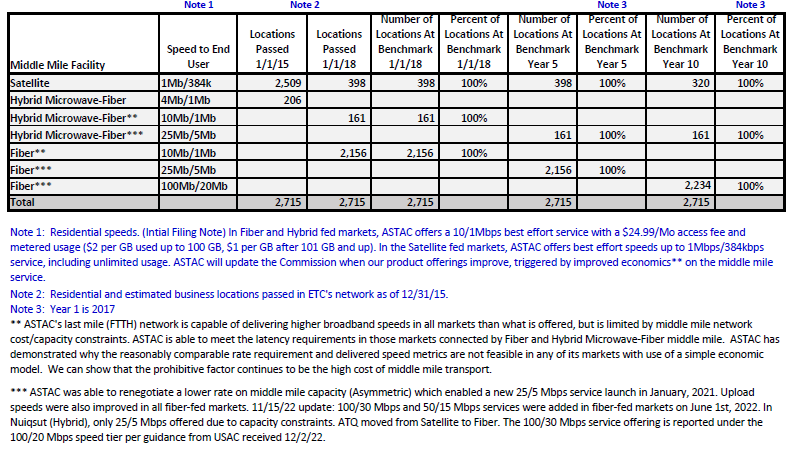 Note 1 Note 2 Note 3 Note 3
Middle Mile Facility Speed to End User Locations Passed 1/1/15 Locations Passed 1/1/18 Number of Locations At Benchmark 1/1/18 Percent of Locations At Benchmark 1/1/18 Number of Locations At Benchmark Year 5 Percent of Locations At Benchmark Year 5 Number of Locations At Benchmark Year 10 Percent of Locations At Benchmark Year 10
Satellite 1Mb/384k 2,509 398 398 100% 398 100% 320 100%
Hybrid Microwave-Fiber 4Mb/1Mb 206
Hybrid Microwave-Fiber** 10Mb/1Mb 161 161 100%
Hybrid Microwave-Fiber*** 25Mb/5Mb 161 100% 161 100%
Fiber** 10Mb/1Mb 2,156 2,156 100%
Fiber*** 25Mb/5Mb 2,156 100%
Fiber*** 100Mb/20Mb 2,234 100%
Total 2,715 2,715 2,715 2,715 2,715
Note 1: Residential speeds. (Intial Filing Note) In Fiber and Hybrid fed markets, ASTAC offers a 10/1Mbps best effort service with a $24.99/Mo access fee and
metered usage ($2 per GB used up to 100 GB, $1 per GB after 101 GB and up). In the Satellite fed markets, ASTAC offers best effort speeds up to 1Mbps/384kbps
service, including unlimited usage. ASTAC will update the Commission when our product offerings improve, triggered by improved economics** on the middle mile
service.
Note 2: Residential and estimated business locations passed in ETC's network as of 12/31/15.
Note 3: Year 1 is 2017
** ASTAC's last mile (FTTH) network is capable of delivering higher broadband speeds in all markets than what is offered, but is limited by middle mile network
cost/capacity constraints. ASTAC is able to meet the latency requirements in those markets connected by Fiber and Hybrid Microwave-Fiber middle mile. ASTAC has
demonstrated why the reasonably comparable rate requirement and delivered speed metrics are not feasible in any of its markets with use of a simple economic
model. We can show that the prohibitive factor continues to be the high cost of middle mile transport.
*** ASTAC was able to renegotiate a lower rate on middle mile capacity (Asymmetric) which enabled a new 25/5 Mbps service launch in January, 2021. Upload
speeds were also improved in all fiber-fed markets. 11/15/22 update: 100/30 Mbps and 50/15 Mbps services were added in fiber-fed markets on June 1st, 2022. In
Nuiqsut (Hybrid), only 25/5 Mbps offered due to capacity constraints. ATQ moved from Satellite to Fiber. The 100/30 Mbps service offering is reported under the
100/20 Mbps speed tier per guidance from USAC received 12/2/22.